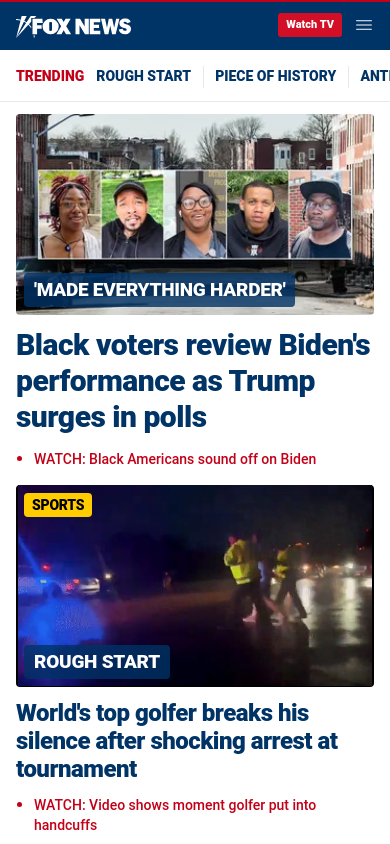 FOX NEWS
Watch TV
TRENDING ROUGH START PIECE OF HISTORY
'MADE EVERYTHING HARDER'
Black voters review Biden's
performance as Trump
surges in polls
• WATCH: Black Americans sound off on Biden
SPORTS
ROUGH START
World's top golfer breaks his
silence after shocking arrest at
tournament
• WATCH: Video shows moment golfer put into
handcuffs